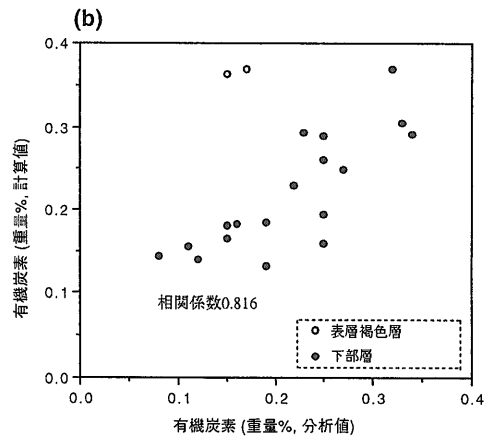 (b)
有機炭素 (重量%, 計算値)
0.4
0.3
0.2
0.1
0.0
相関係数0.816
表層褐色層
下部層
0.0
0.1
0.2
0.3
0.4
有機炭素 (重量%, 分析値)